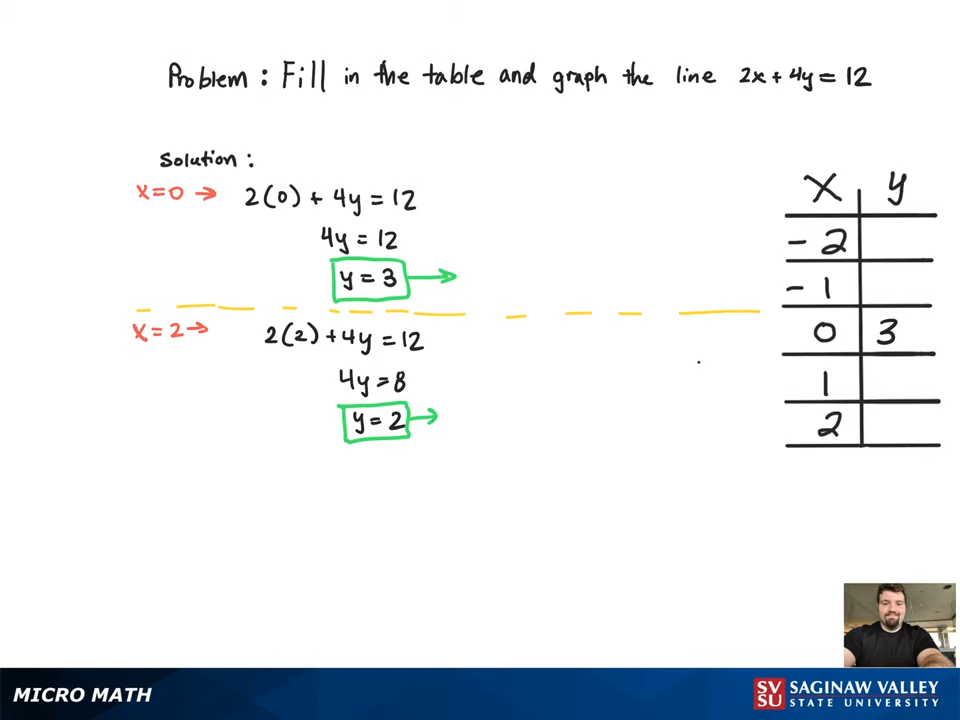 Problem : Fill in the table and graph the line 2x + 4y = 12
Solution :
x=0 → 2(0) + 4y = 12
4y = 12
y = 3 →
x = 2 → 2(2) + 4y = 12
4y = 8
y = 2 →
x y
- 2
- 1
0 3
1
2
MICRO MATH
SV SU SAGINAW VALLEY
STATE UNIVERSITY